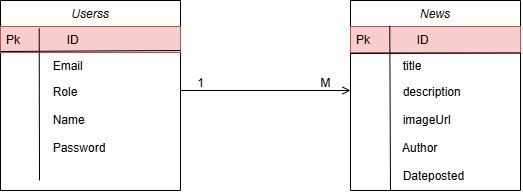 Userss
Pk ID
Email
Role
Name
Password
1 M
News
Pk ID
title
description
imageUrl
Author
Dateposted